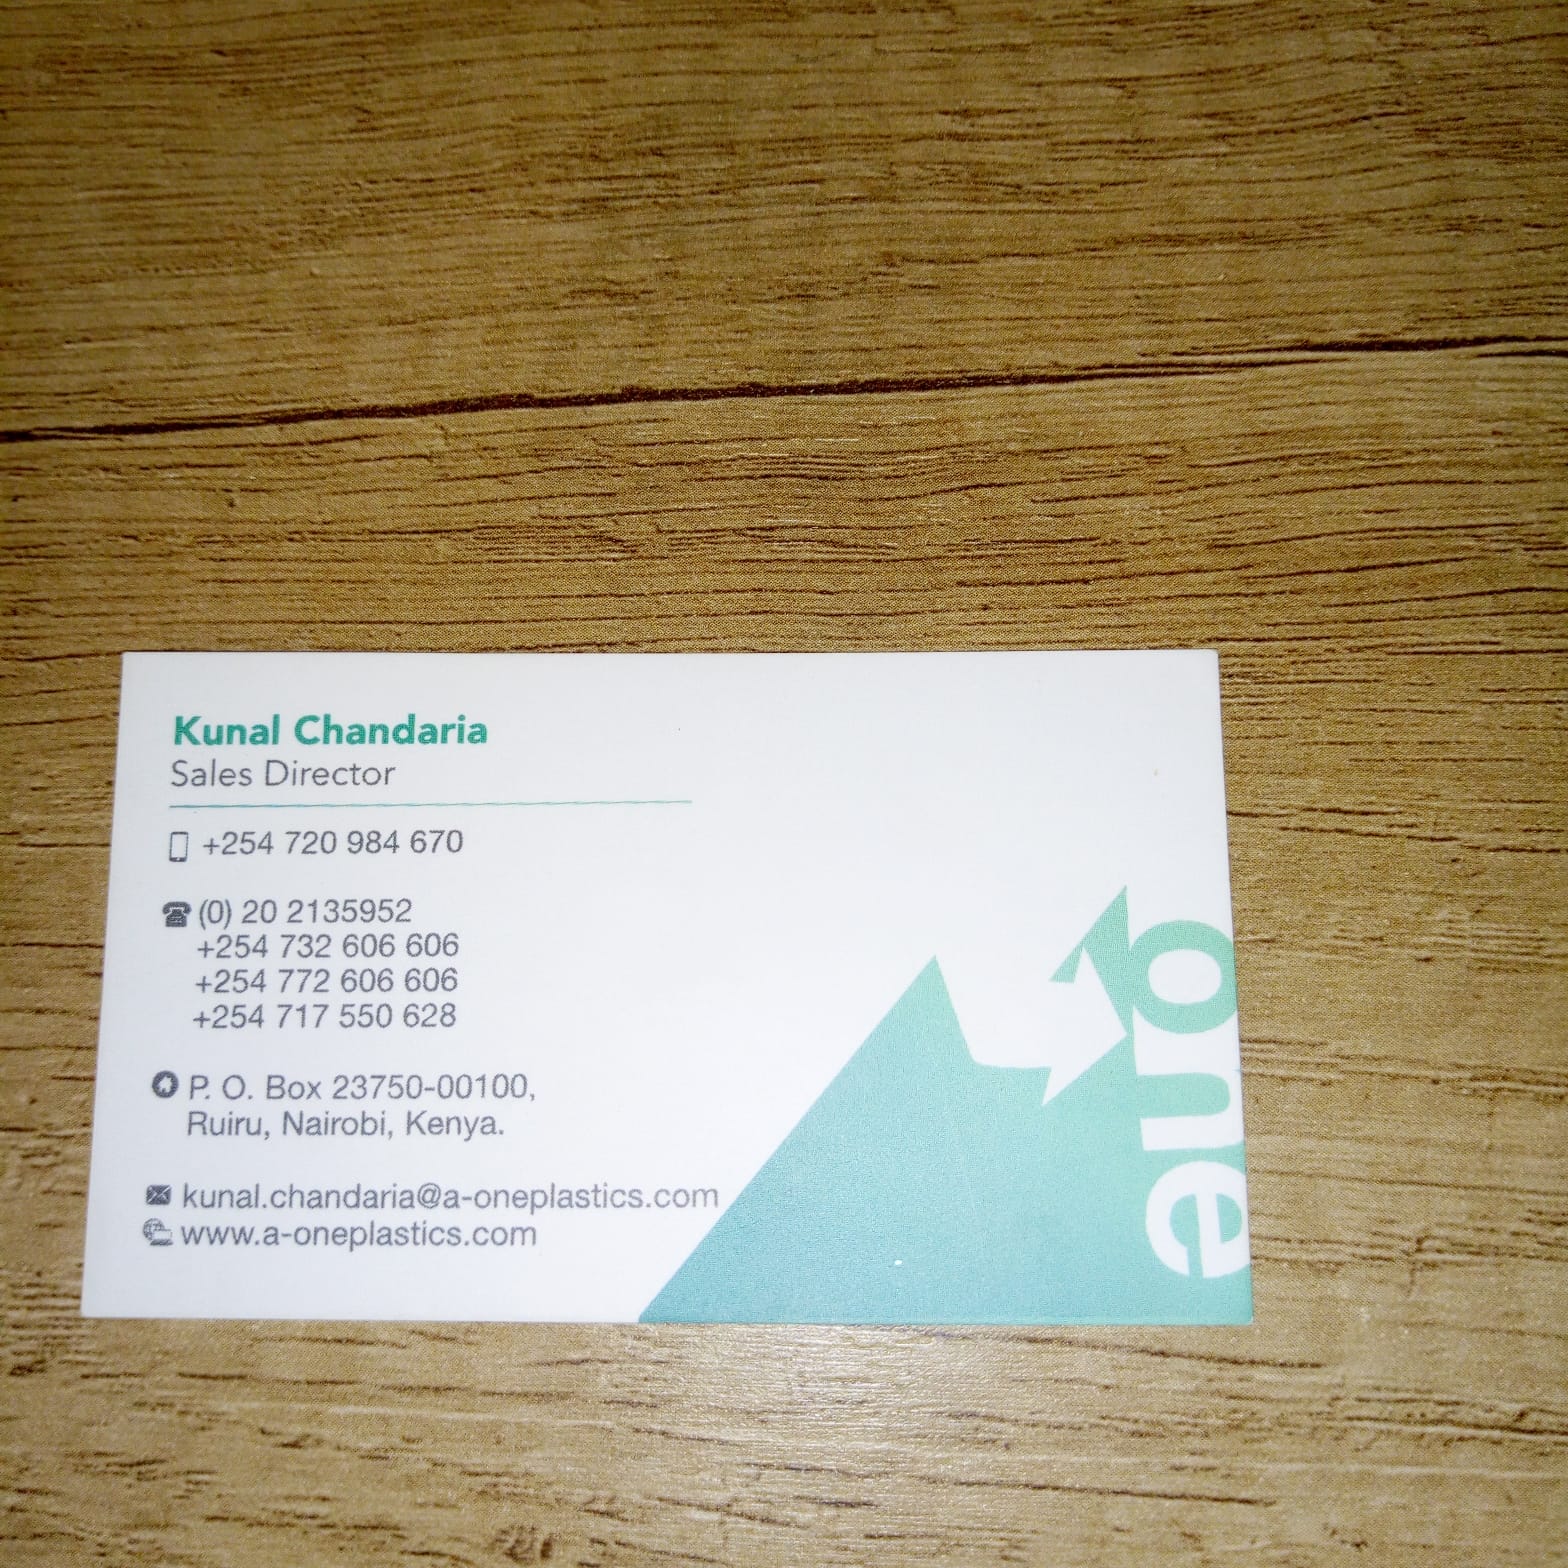 Kunal Chandaria
Sales Director
+254 720 984 670
(0) 20 2135952
+254 732 606 606
+254 772 606 606
+254 717 550 628
P. O. Box 23750-00100,
Ruiru, Nairobi, Kenya.
kunal.chandaria@a-oneplastics.com
www.a-oneplastics.com
one